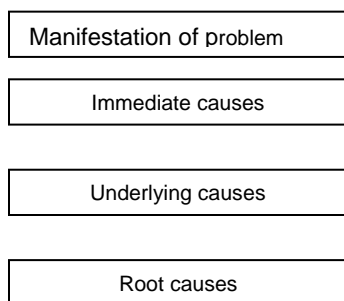 Manifestation of problem
Immediate causes
Underlying causes
Root causes